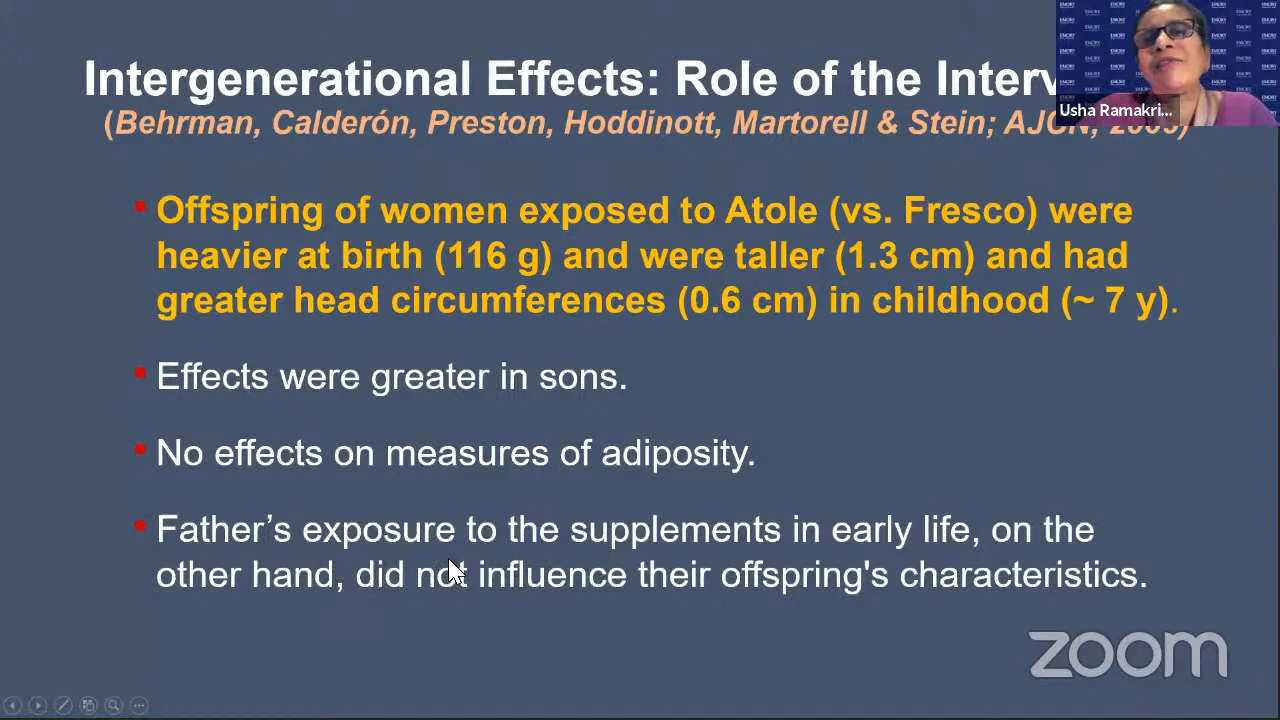 Intergenerational Effects: Role of the Interv
(Behrman, Calderón, Preston, Hoddinott, Martorell & Stein; AJCN, 2009)
Usha Ramakri...
Offspring of women exposed to Atole (vs. Fresco) were
heavier at birth (116 g) and were taller (1.3 cm) and had
greater head circumferences (0.6 cm) in childhood (~ 7 y).
Effects were greater in sons.
No effects on measures of adiposity.
Father’s exposure to the supplements in early life, on the
other hand, did not influence their offspring's characteristics.
zoom